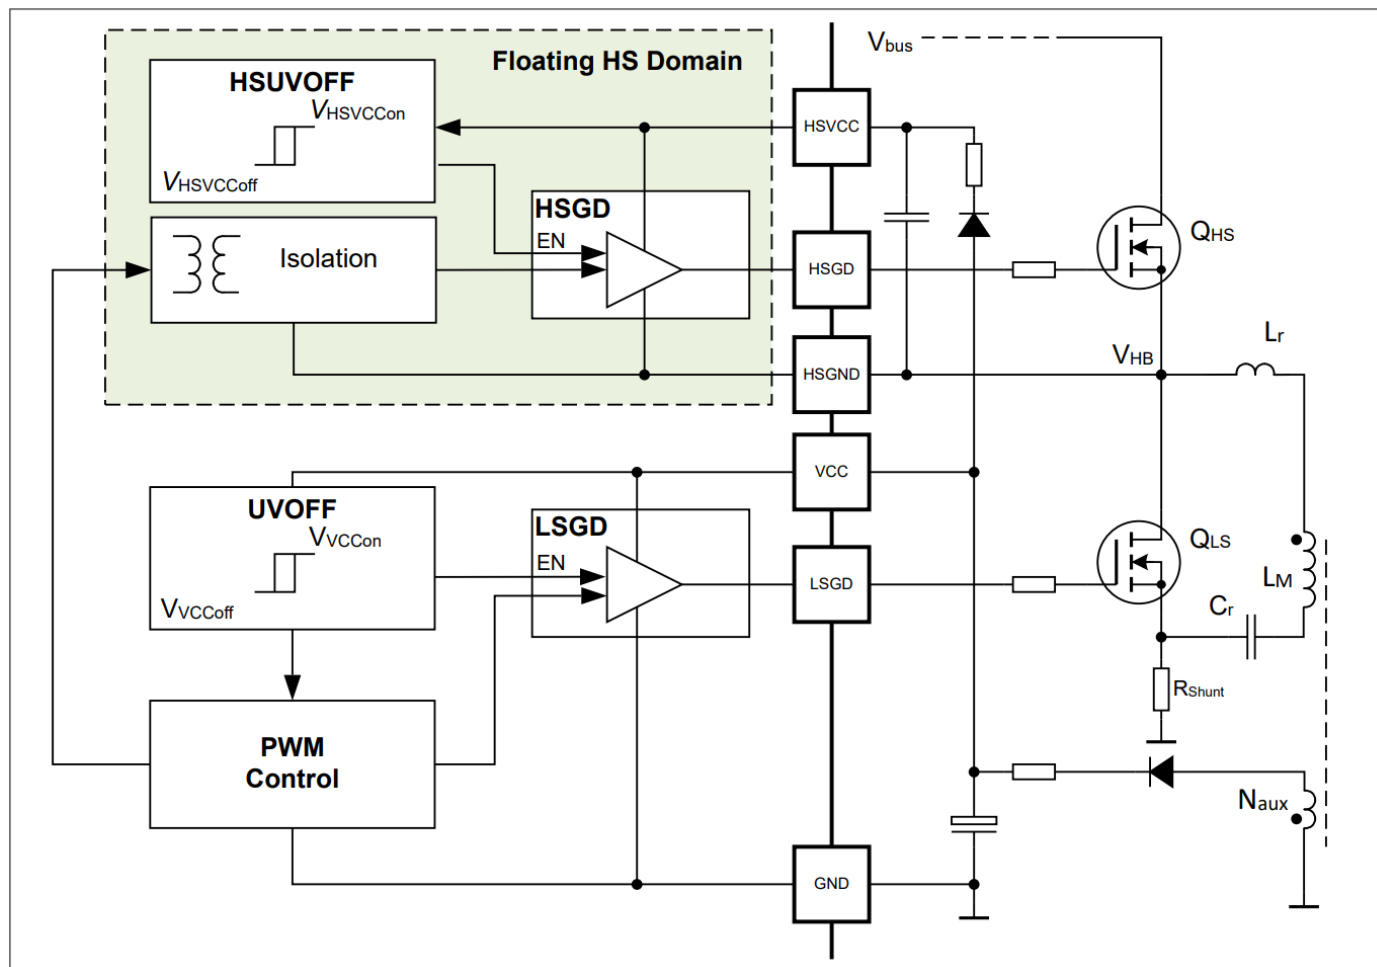 Floating HS Domain
HSUVOFF
VHSVCCon
VHSVCCoff
Isolation
HSGD
EN
UVOFF
VVCCon
VVCCoff
LSGD
EN
PWM
Control
HSVCC
HSGD
HSGND
VCC
LSGD
GND
Vbus
QHS
VHB
Lr
QLS
LM
Cr
RShunt
Naux